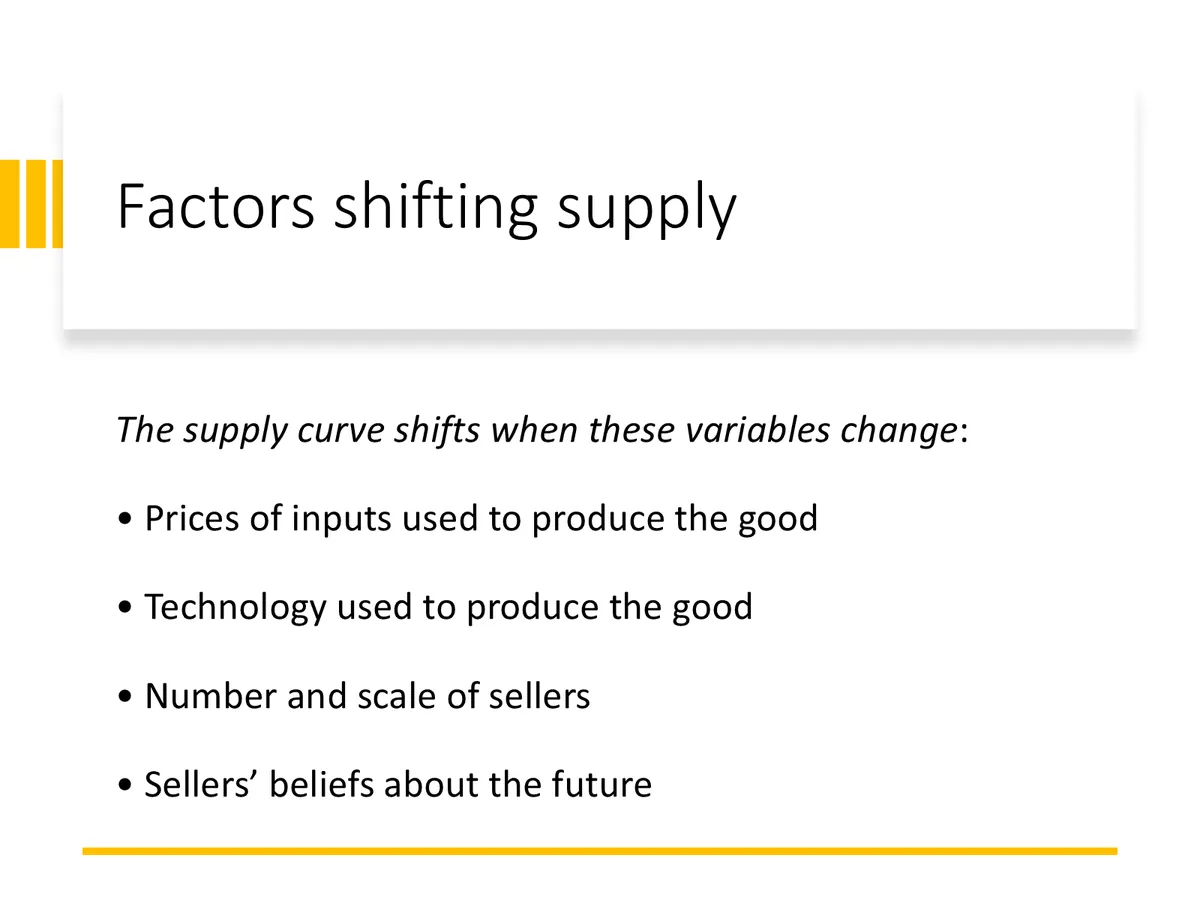 Factors shifting supply
The supply curve shifts when these variables change:
• Prices of inputs used to produce the good
• Technology used to produce the good
• Number and scale of sellers
• Sellers’ beliefs about the future